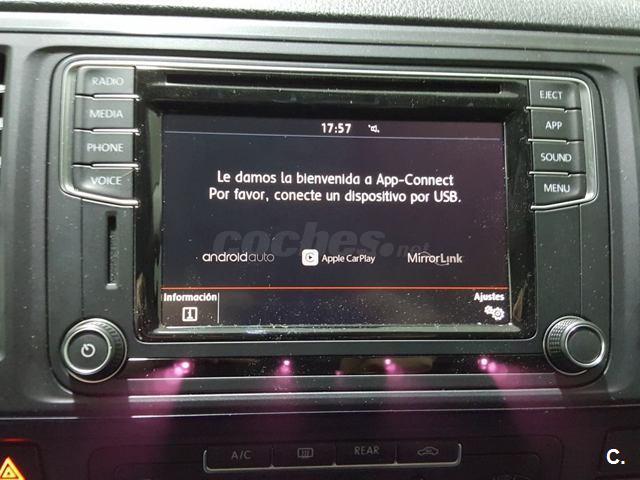 RADIO
MEDIA
PHONE
VOICE
EJECT
APP
SOUND
MENU
17:57
Le damos la bienvenida a App-Connect
Por favor, conecte un dispositivo por USB.
coches.net
androidauto
Apple CarPlay
MirrorLink
Información
Ajustes
A/C
REAR
C.